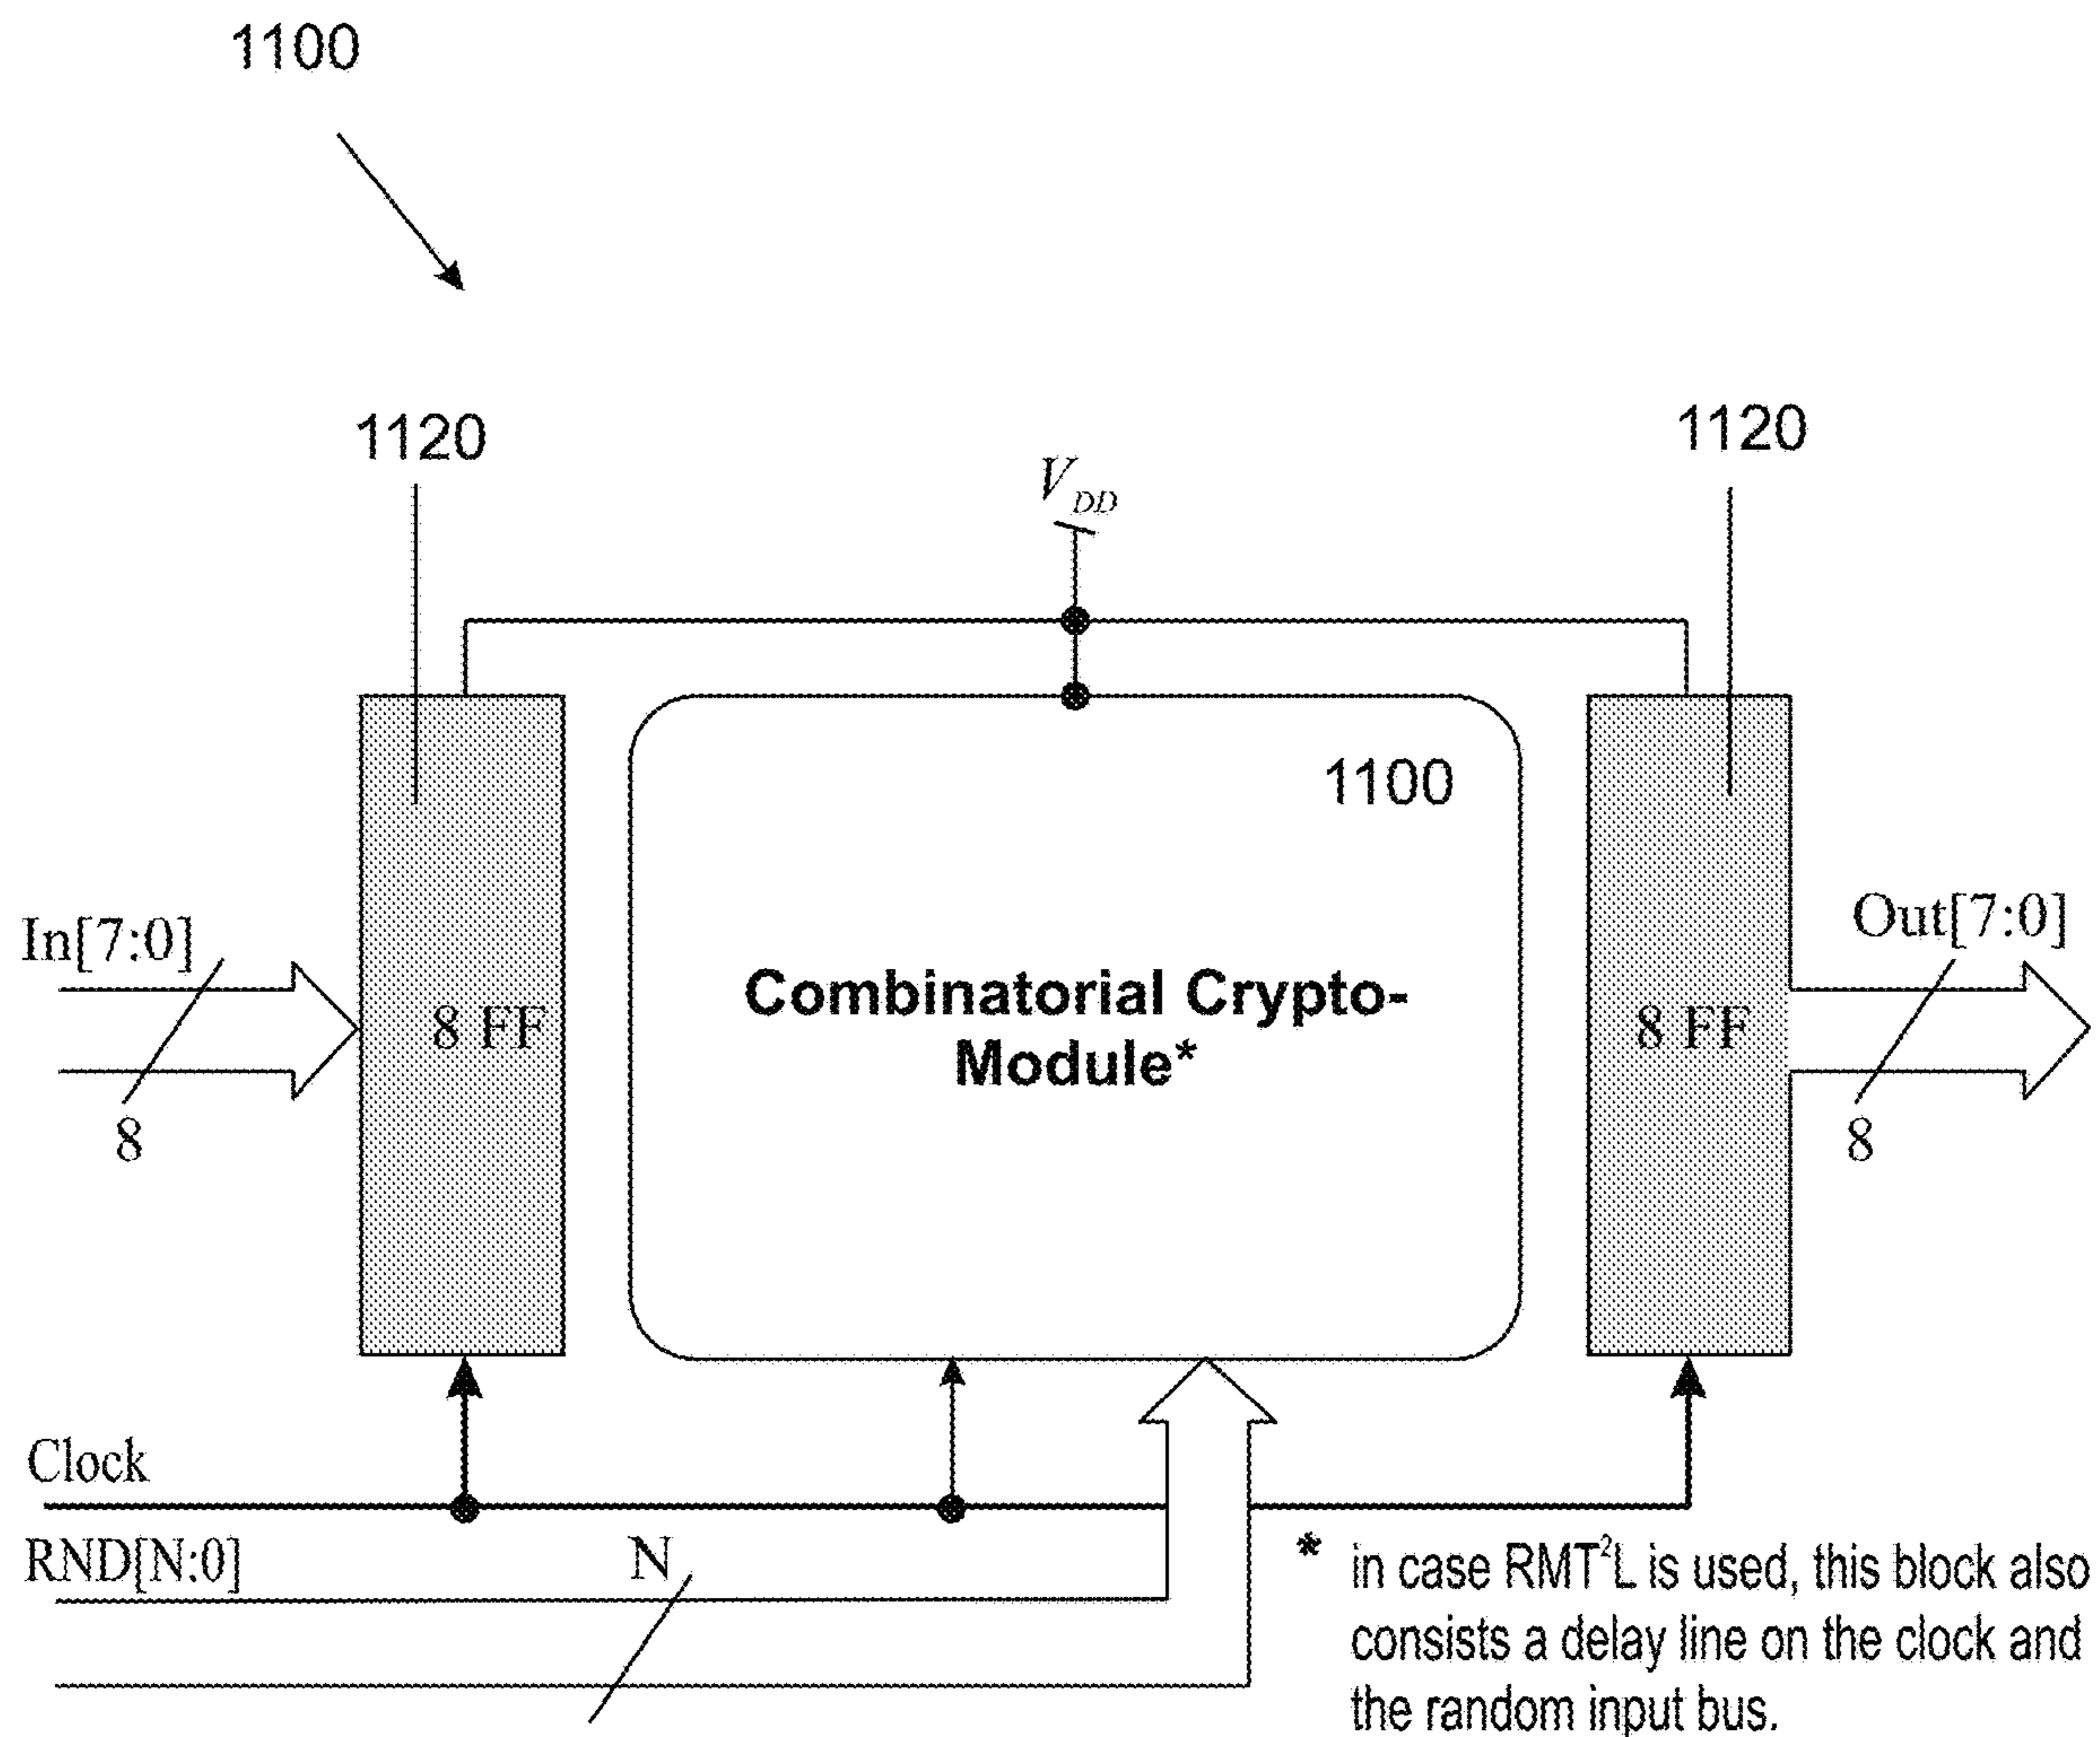 1100
1120
1120
V_DD
1100
In[7:0]
Out[7:0]
Combinatorial Crypto-
Module*
8 FF
8 FF
8
8
Clock
RND[N:0]
N
* in case RMT²L is used, this block also
consists a delay line on the clock and
the random input bus.